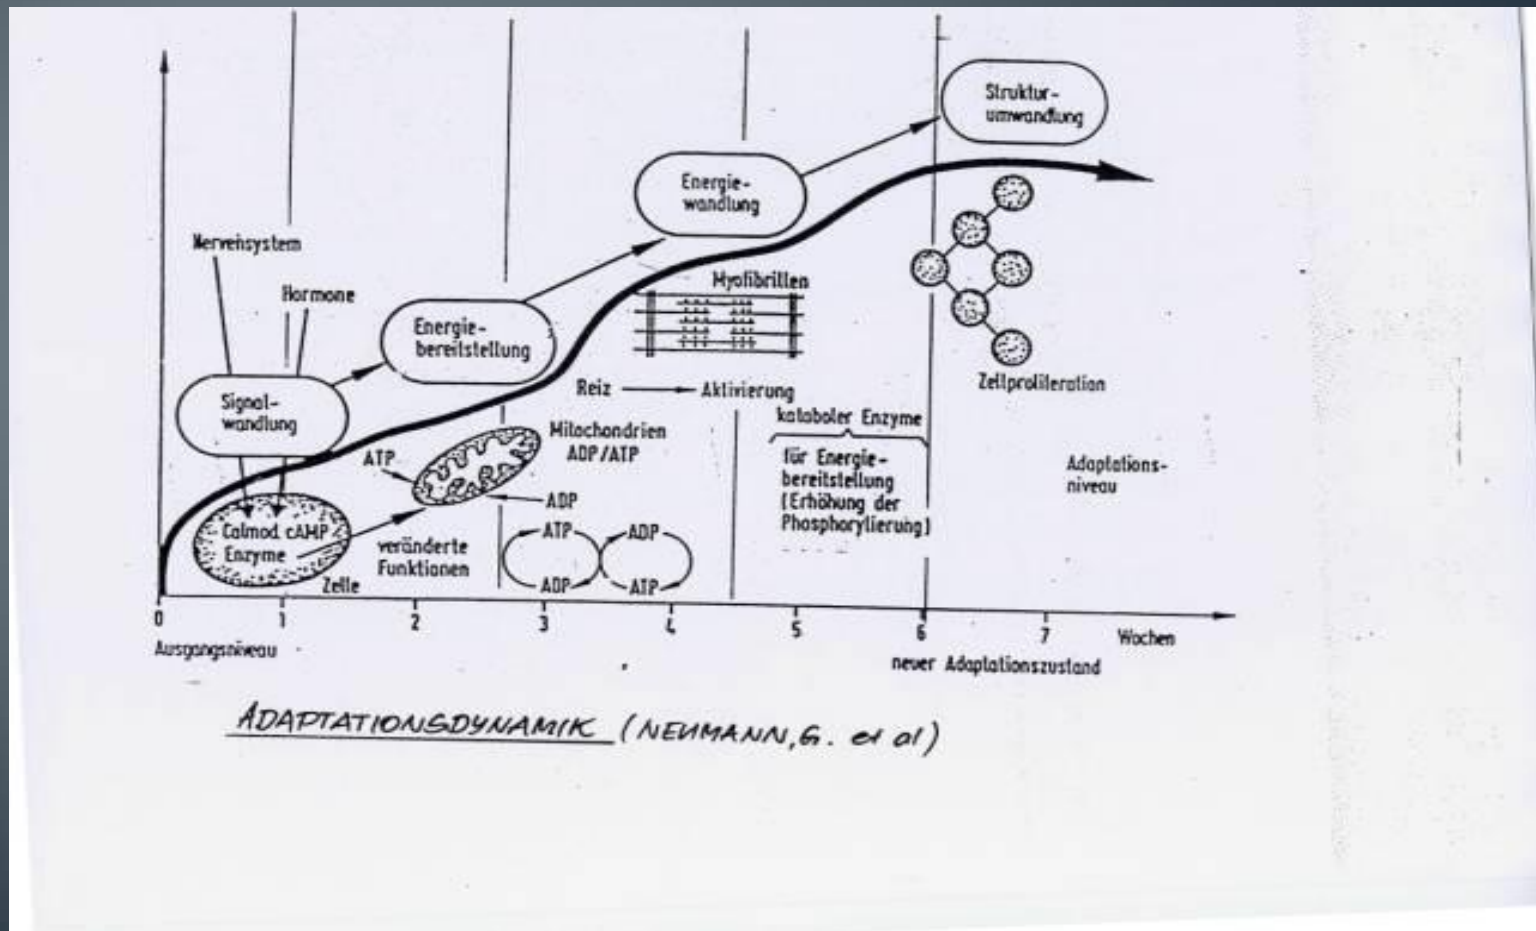 Struktur-
umwandlung
Energie-
wandlung
Nervensystem
Hormone
Energie-
bereitstellung
Signal-
wandlung
Myofibrillen
Reiz
Aktivierung
Zellproliferation
kataboler Enzyme
für Energie-
bereitstellung
(Erhöhung der
Phosphorylierung)
Adaptations-
niveau
Mitochondrien
ADP/ATP
ATP
ADP
Calmod. cAMP
Enzyme
Zelle
veränderte
Funktionen
ATP
ADP
ADP
ATP
0
1
2
3
4
5
6
7
Wochen
Ausgangsniveau
neuer Adaptationszustand
ADAPTATIONSDYNAMIK (NEUMANN, G. et al)